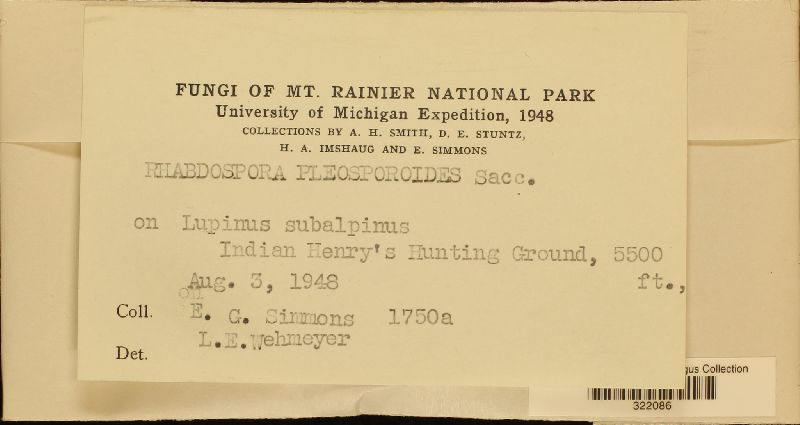 FUNGI OF MT. RAINIER NATIONAL PARK
University of Michigan Expedition, 1948
COLLECTIONS BY A. H. SMITH, D. E. STUNTZ,
H. A. IMSHAUG AND E. SIMMONS
RHABDOSPORA PLEOSPOROIDES Sacc.
on Lupinus subalpinus
Indian Henry's Hunting Ground, 5500
Aug. 3, 1948 ft.,
on
Coll. E. G. Simmons 1750a
Det. L.E.Wehmeyer
gus Collection
322086